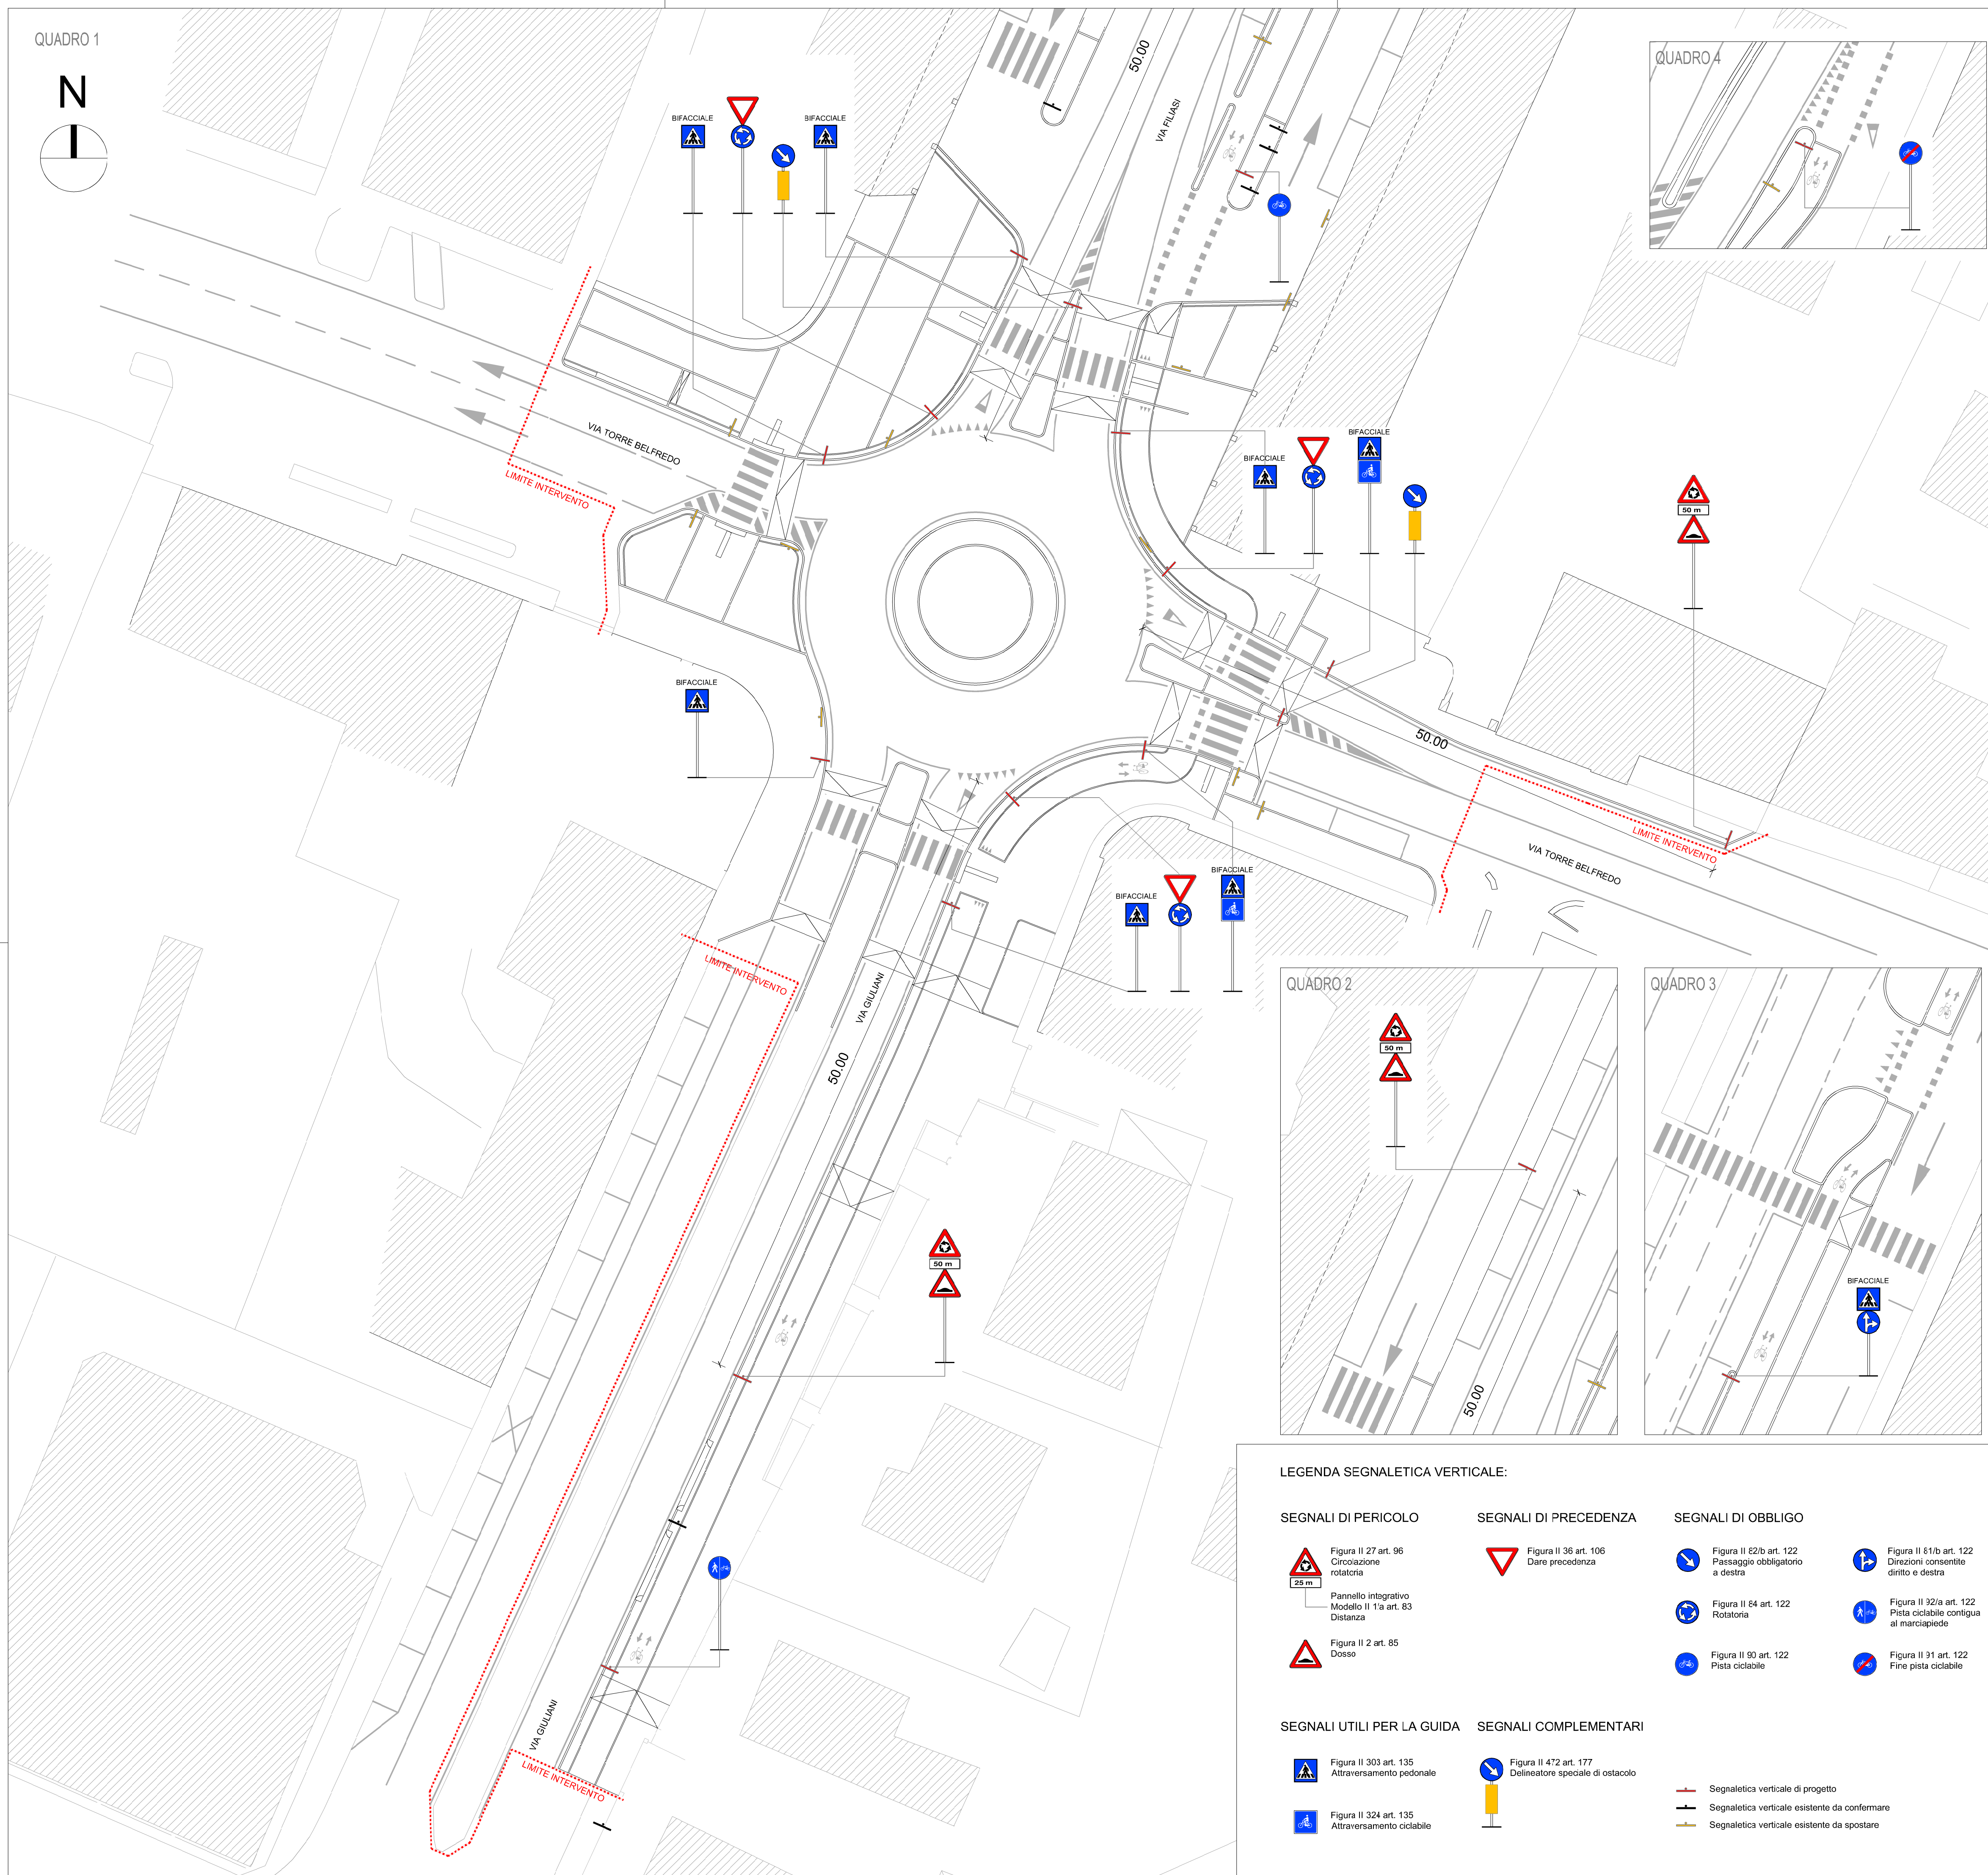 QUADRO 1
N
BIFACCIALE
BIFACCIALE
50.00
VIA FILIASI
QUADRO 4
VIA TORRE BELFREDO
LIMITE INTERVENTO
BIFACCIALE
BIFACCIALE
50 m
BIFACCIALE
50.00
LIMITE INTERVENTO
VIA TORRE BELFREDO
BIFACCIALE
BIFACCIALE
LIMITE INTERVENTO
VIA GIULIANI
50.00
QUADRO 2
50 m
50.00
QUADRO 3
BIFACCIALE
50 m
VIA GIULIANI
LIMITE INTERVENTO
LEGENDA SEGNALETICA VERTICALE:
SEGNALI DI PERICOLO
Figura II 27 art. 96
Circolazione
rotatoria
25 m
Pannello integrativo
Modello II 1/a art. 83
Distanza
Figura II 2 art. 85
Dosso
SEGNALI DI PRECEDENZA
Figura II 36 art. 106
Dare precedenza
SEGNALI DI OBBLIGO
Figura II 82/b art. 122
Passaggio obbligatorio
a destra
Figura II 84 art. 122
Rotatoria
Figura II 90 art. 122
Pista ciclabile
Figura II 81/b art. 122
Direzioni consentite
diritto e destra
Figura II 92/a art. 122
Pista ciclabile contigua
al marciapiede
Figura II 91 art. 122
Fine pista ciclabile
SEGNALI UTILI PER LA GUIDA
Figura II 303 art. 135
Attraversamento pedonale
Figura II 324 art. 135
Attraversamento ciclabile
SEGNALI COMPLEMENTARI
Figura II 472 art. 177
Delineatore speciale di ostacolo
Segnaletica verticale di progetto
Segnaletica verticale esistente da confermare
Segnaletica verticale esistente da spostare